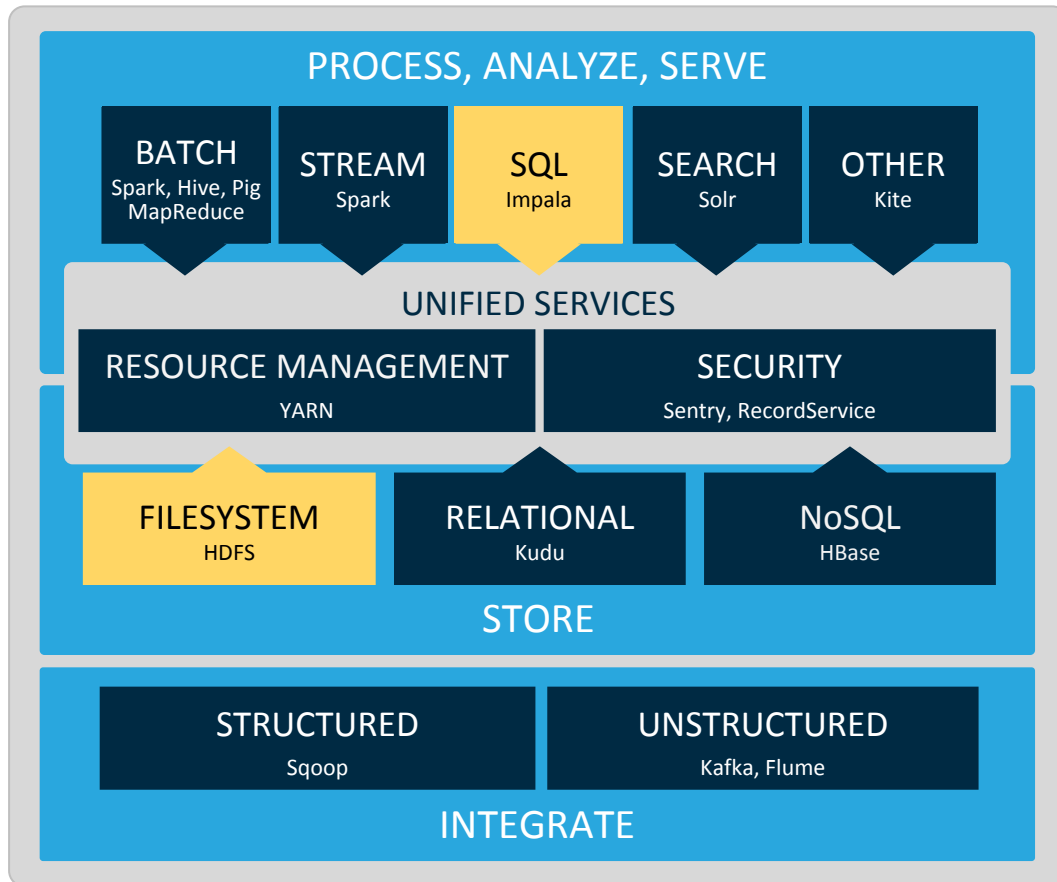 PROCESS, ANALYZE, SERVE
BATCH
Spark, Hive, Pig
MapReduce
STREAM
Spark
SQL
Impala
SEARCH
Solr
OTHER
Kite
UNIFIED SERVICES
RESOURCE MANAGEMENT
YARN
SECURITY
Sentry, RecordService
FILESYSTEM
HDFS
RELATIONAL
Kudu
NoSQL
HBase
STORE
STRUCTURED
Sqoop
UNSTRUCTURED
Kafka, Flume
INTEGRATE